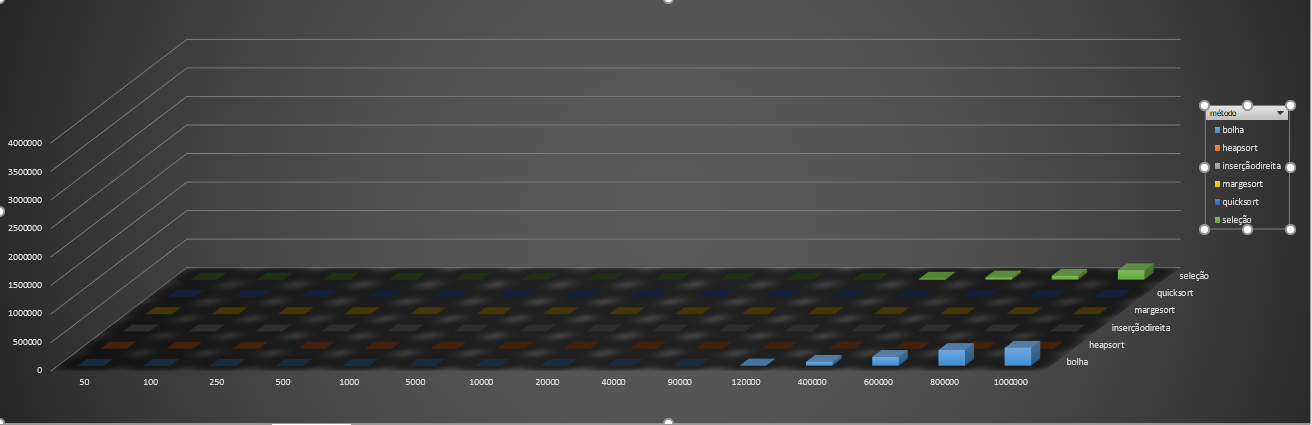 4000000
3500000
3000000
2500000
2000000
1500000
1000000
500000
0
50 100 250 500 1000 5000 10000 20000 40000 90000 120000 400000 600000 800000 1000000
seleção
quicksort
margesort
inserçãodireita
heapsort
bolha
método
bolha
heapsort
inserçãodireita
margesort
quicksort
seleção